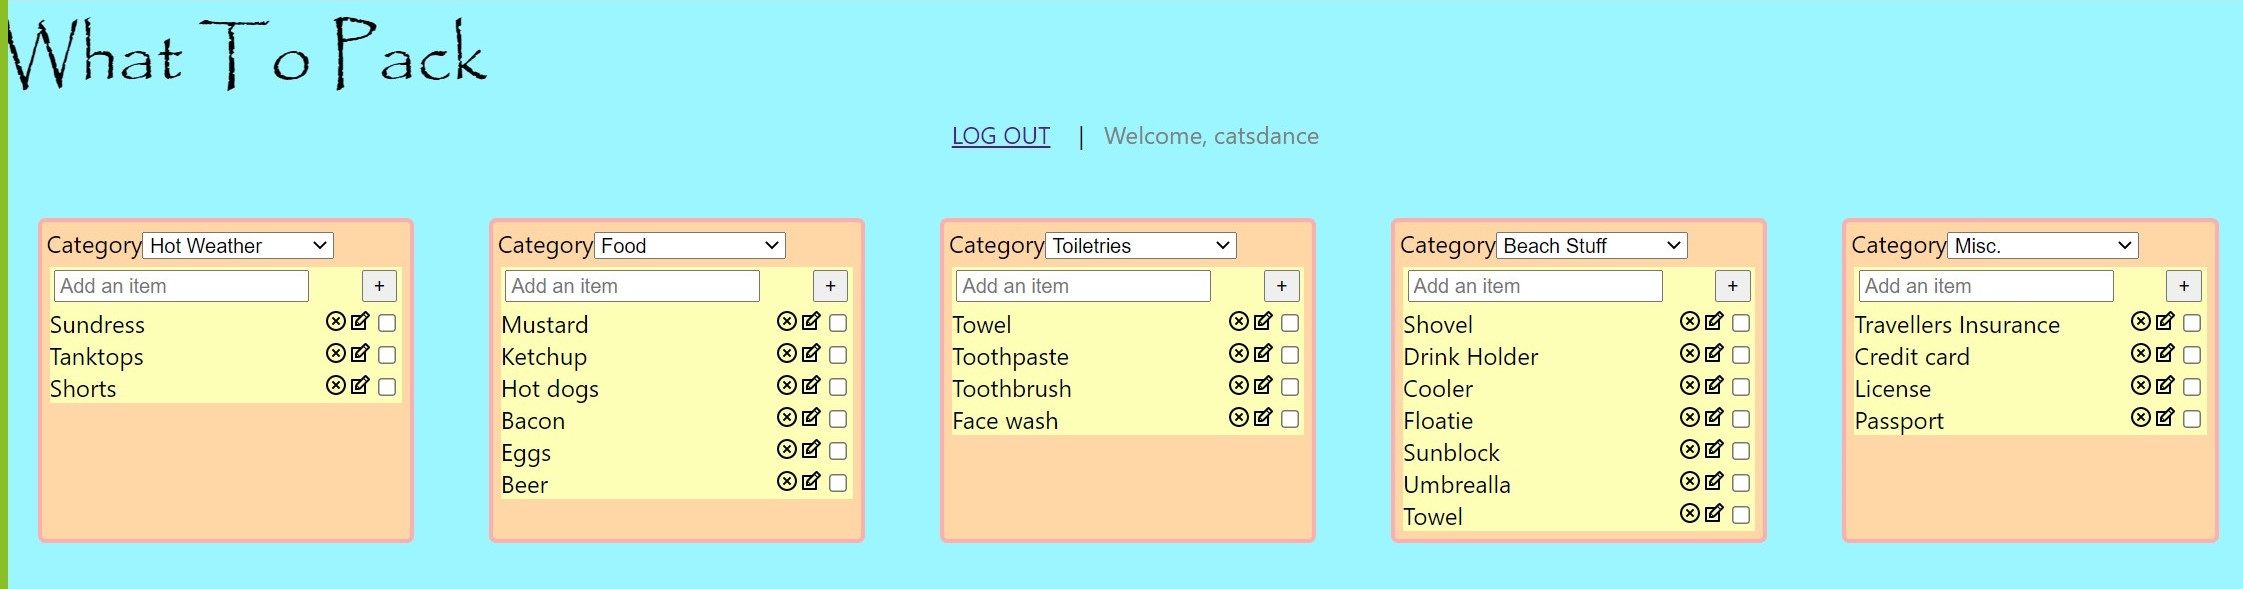 What To Pack
LOG OUT | Welcome, catsdance
Category Hot Weather
Add an item +
Sundress
Tanktops
Shorts
Category Food
Add an item +
Mustard
Ketchup
Hot dogs
Bacon
Eggs
Beer
Category Toiletries
Add an item +
Towel
Toothpaste
Toothbrush
Face wash
Category Beach Stuff
Add an item +
Shovel
Drink Holder
Cooler
Floatie
Sunblock
Umbrealla
Towel
Category Misc.
Add an item +
Travellers Insurance
Credit card
License
Passport